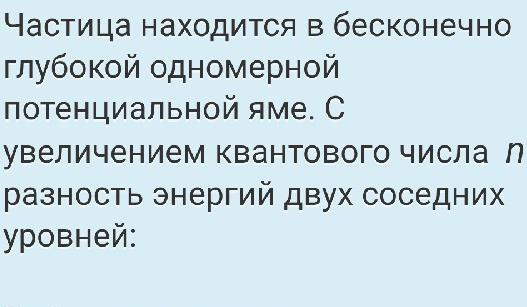 Частица находится в бесконечно
глубокой одномерной
потенциальной яме. С
увеличением квантового числа n
разность энергий двух соседних
уровней: